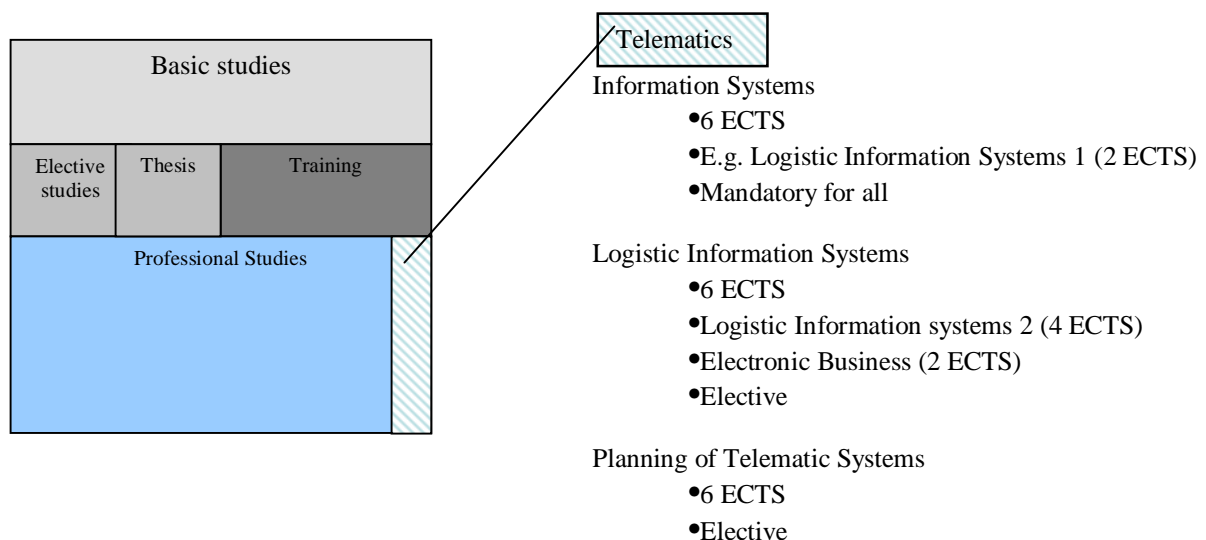 Basic studies
Elective
studies
Thesis
Training
Professional Studies
Telematics
Information Systems
•6 ECTS
•E.g. Logistic Information Systems 1 (2 ECTS)
•Mandatory for all
Logistic Information Systems
•6 ECTS
•Logistic Information systems 2 (4 ECTS)
•Electronic Business (2 ECTS)
•Elective
Planning of Telematic Systems
•6 ECTS
•Elective